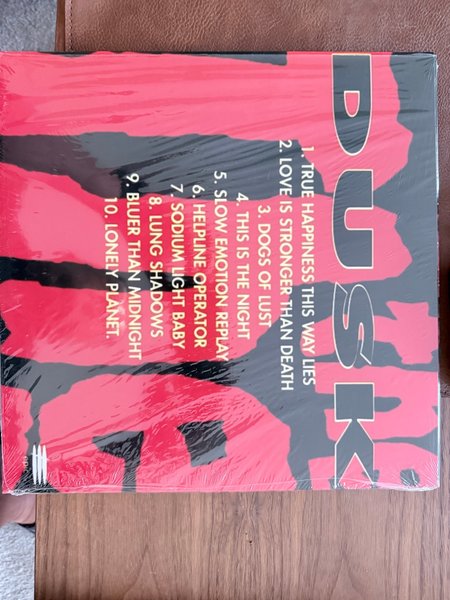 DUSK
1. TRUE HAPPINESS THIS WAY LIES
2. LOVE IS STRONGER THAN DEATH
3. DOGS OF LUST
4. THIS IS THE NIGHT
5. SLOW EMOTION REPLAY
6. HELPLINE OPERATOR
7. SODIUM LIGHT BABY
8. LUNG SHADOWS
9. BLUER THAN MIDNIGHT
10. LONELY PLANET.